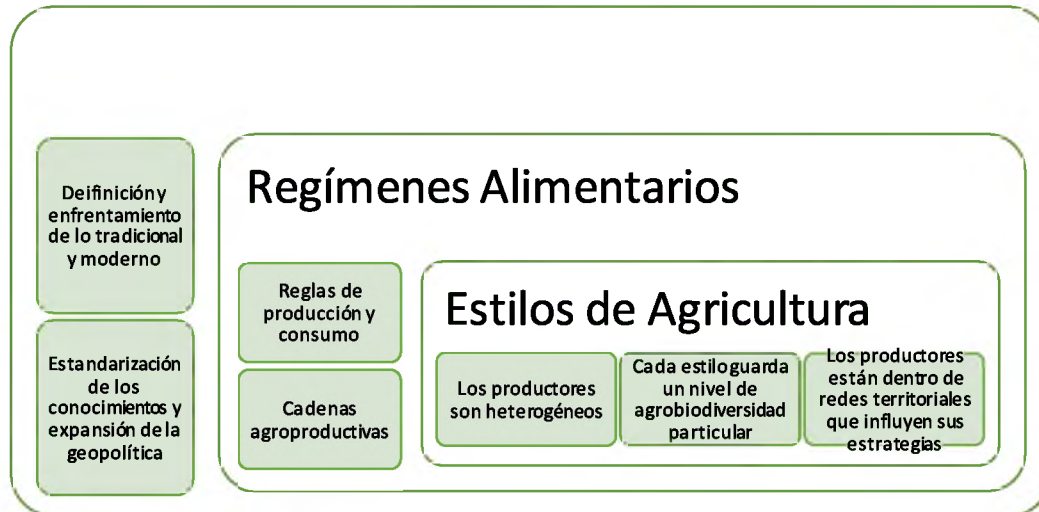 Deifinición y
enfrentamiento
de lo tradicional
y moderno
Estandarización
de los
conocimientos y
expansión de la
geopolítica
Regímenes Alimentarios
Reglas de
producción y
consumo
Cadenas
agroproductivas
Estilos de Agricultura
Los productores
son heterogéneos
Cada estilo guarda
un nivel de
agrobiodiversidad
particular
Los productores
están dentro de
redes territoriales
que influyen sus
estrategias